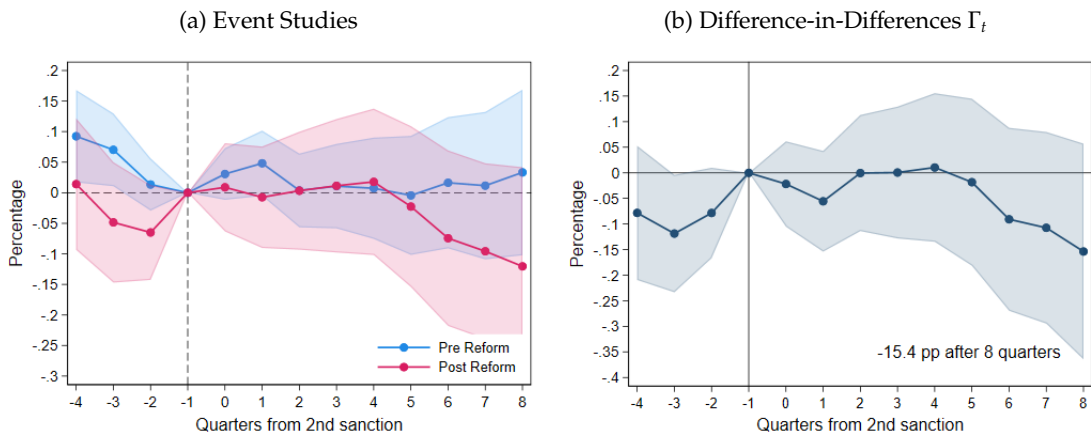 (a) Event Studies
.2
.15
.1
.05
0
-.05
-.1
-.15
-.2
-.25
-.3
Percentage
Pre Reform
Post Reform
-4 -3 -2 -1 0 1 2 3 4 5 6 7 8
Quarters from 2nd sanction
(b) Difference-in-Differences Γt
.2
.15
.1
.05
0
-.05
-.1
-.15
-.2
-.25
-.3
-.35
-.4
Percentage
-15.4 pp after 8 quarters
-4 -3 -2 -1 0 1 2 3 4 5 6 7 8
Quarters from 2nd sanction